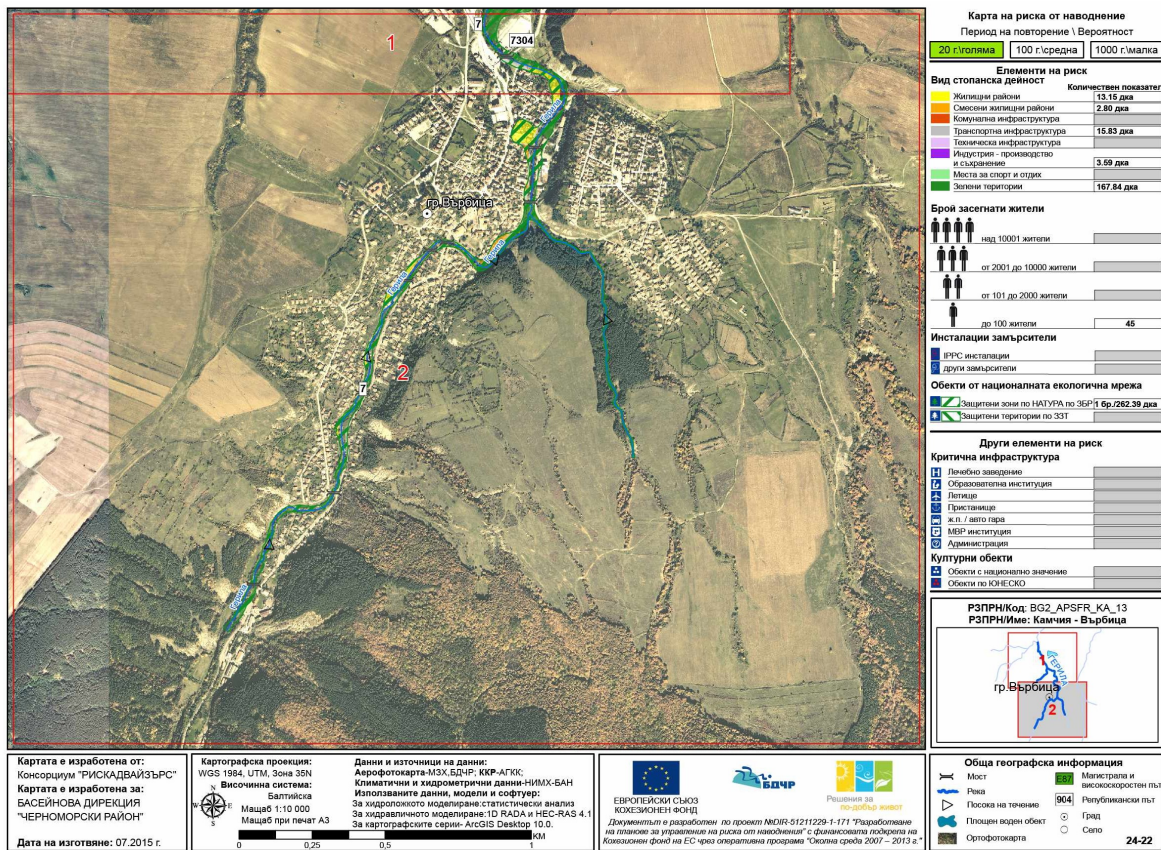 Карта на риска от наводнение
Период на повторение \ Вероятност
20 г.\голяма
100 г.\средна
1000 г.\малка
Елементи на риск
Вид стопанска дейност
Количествен показател
Жилищни райони 13.15 дка
Смесени жилищни райони 2.80 дка
Комунална инфраструктура
Транспортна инфраструктура 15.83 дка
Техническа инфраструктура
Индустрия - производство
и съхранение 3.59 дка
Места за спорт и отдих
Зелени територии 167.84 дка
Брой засегнати жители
над 10001 жители
от 2001 до 10000 жители
от 101 до 2000 жители
до 100 жители 45
Инсталации замърсители
IPPC инсталации
други замърсители
Обекти от националната екологична мрежа
Защитени зони по НАТУРА по ЗБР 1 бр./262.39 дка
Защитени територии по ЗЗТ
Други елементи на риск
Критична инфраструктура
Лечебно заведение
Образователна институция
Летище
Пристанище
ж.п. / авто гара
МВР институция
Администрация
Културни обекти
Обекти с национално значение
Обекти по ЮНЕСКО
РЗПРН/Код: BG2_APSFR_KA_13
РЗПРН/Име: Камчия - Върбица
1
ГЕРИЛА
гр.Върбица
2
1
7
7304
Герила
гр.Върбица
Герила
Герила
2
7
Герила
Картата е изработена от:
Консорциум "РИСКАДВАЙЗЪРС"
Картата е изработена за:
БАСЕЙНОВА ДИРЕКЦИЯ
"ЧЕРНОМОРСКИ РАЙОН"
Дата на изготвяне: 07.2015 г.
Картографска проекция:
WGS 1984, UTM, Зона 35N
Височинна система:
Балтийска
Мащаб 1:10 000
Мащаб при печат А3
N
W
E
S
Данни и източници на данни:
Аерофотокарта-МЗХ,БДЧР; ККР-АГКК;
Климатични и хидрометрични данни-НИМХ-БАН
Използваните данни, модели и софтуер:
За хидроложкото моделиране:статистически анализ
За хидравличното моделиране:1D RADA и HEC-RAS 4.1
За картографските серии- ArcGIS Desktop 10.0.
КМ
0 0,25 0,5 1
ЕВРОПЕЙСКИ СЪЮЗ
КОХЕЗИОНЕН ФОНД
БДЧР
Решения за
по-добър живот
Документът е разработен по проект №DIR-51211229-1-171 "Разработване
на планове за управление на риска от наводнения" с финансовата подкрепа на
Кохезионен фонд на ЕС чрез оперативна програма "Околна среда 2007 – 2013 г."
Обща географска информация
Мост
Река
Посока на течение
Площен воден обект
Ортофотокарта
E87 Магистрала и
високоскоростен път
904 Републикански път
Град
Село
24-22